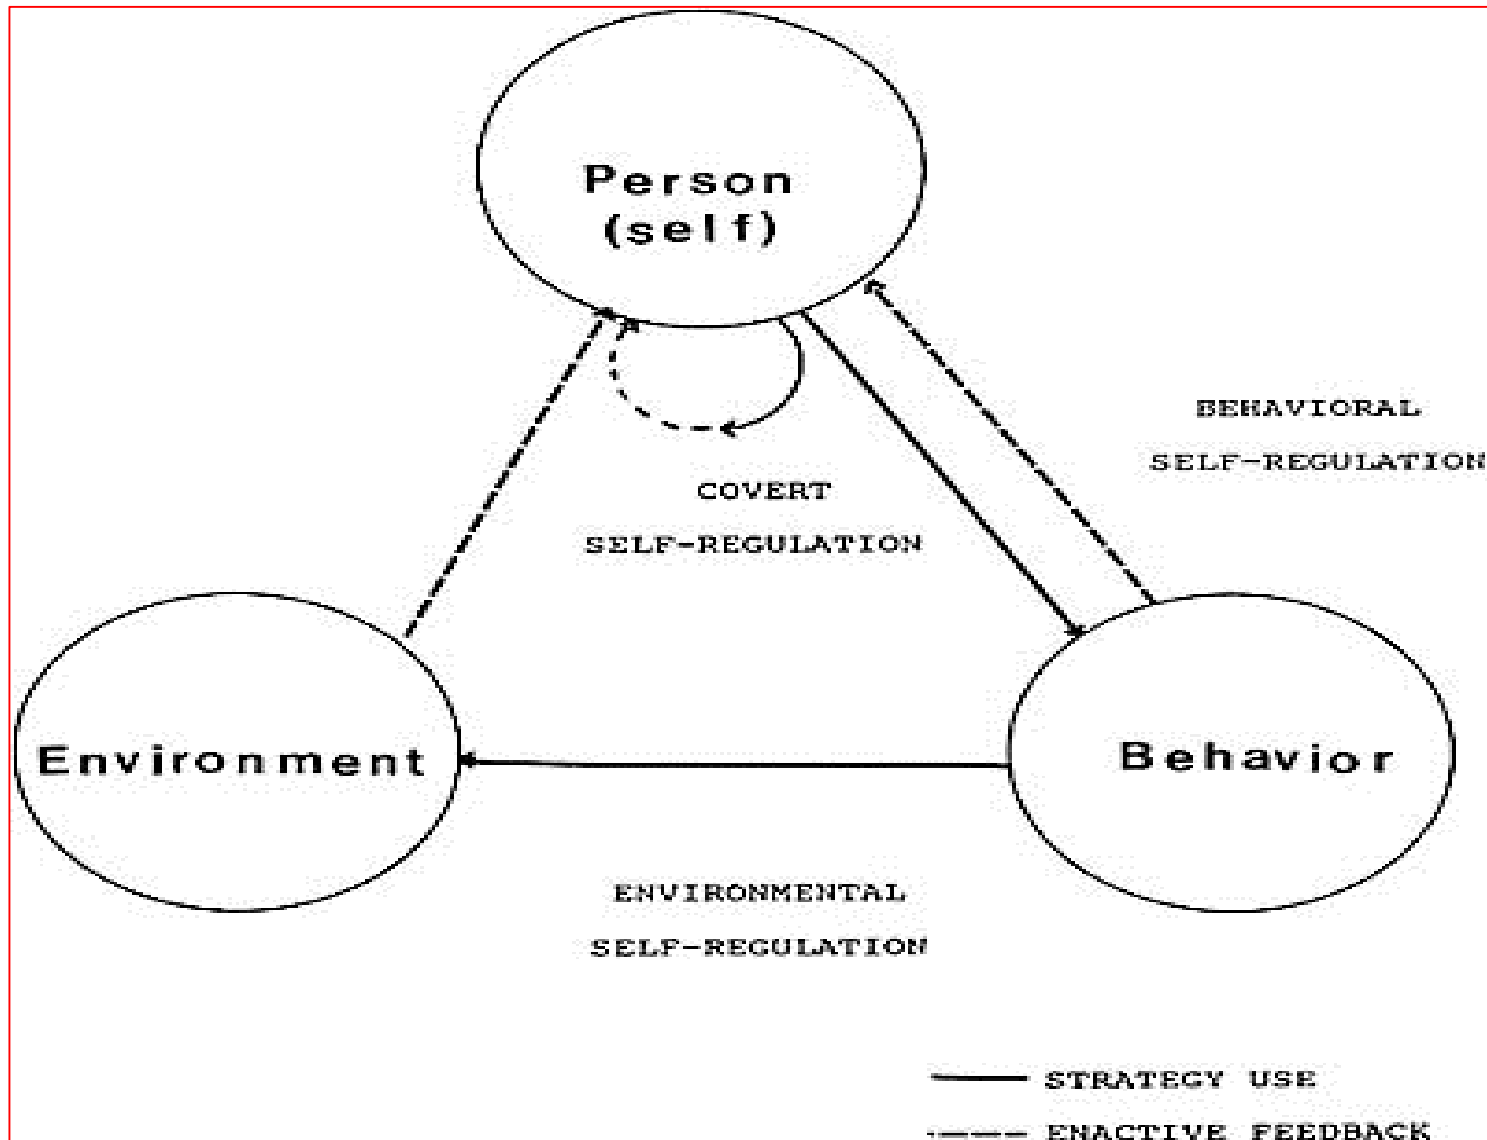 Person
(self)
BEHAVIORAL
SELF-REGULATION
COVERT
SELF-REGULATION
Environment
Behavior
ENVIRONMENTAL
SELF-REGULATION
STRATEGY USE
ENACTIVE FEEDBACK